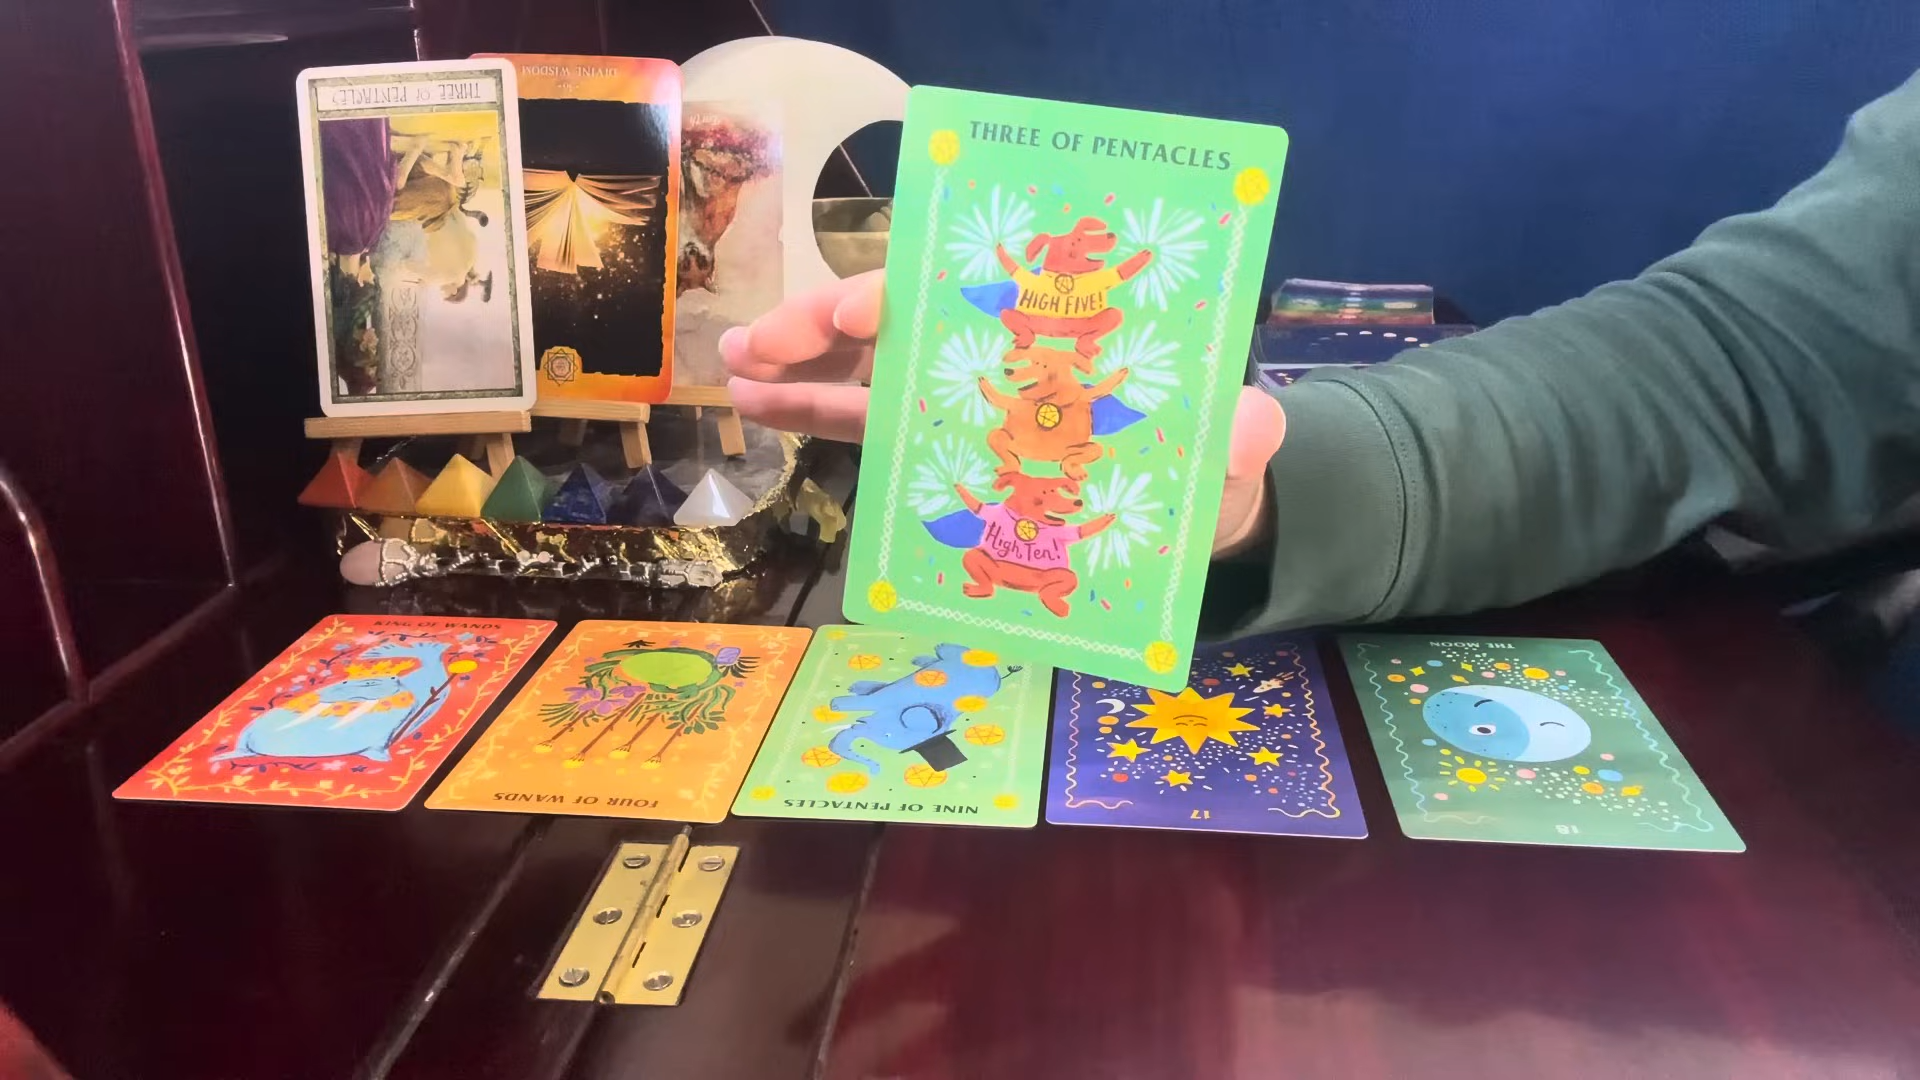 THREE OF PENTACLES
DIVINE WISDOM
THREE OF PENTACLES
HIGH FIVE!
High Ten!
KING OF WANDS
FOUR OF WANDS
NINE OF PENTACLES
17
THE MOON
18